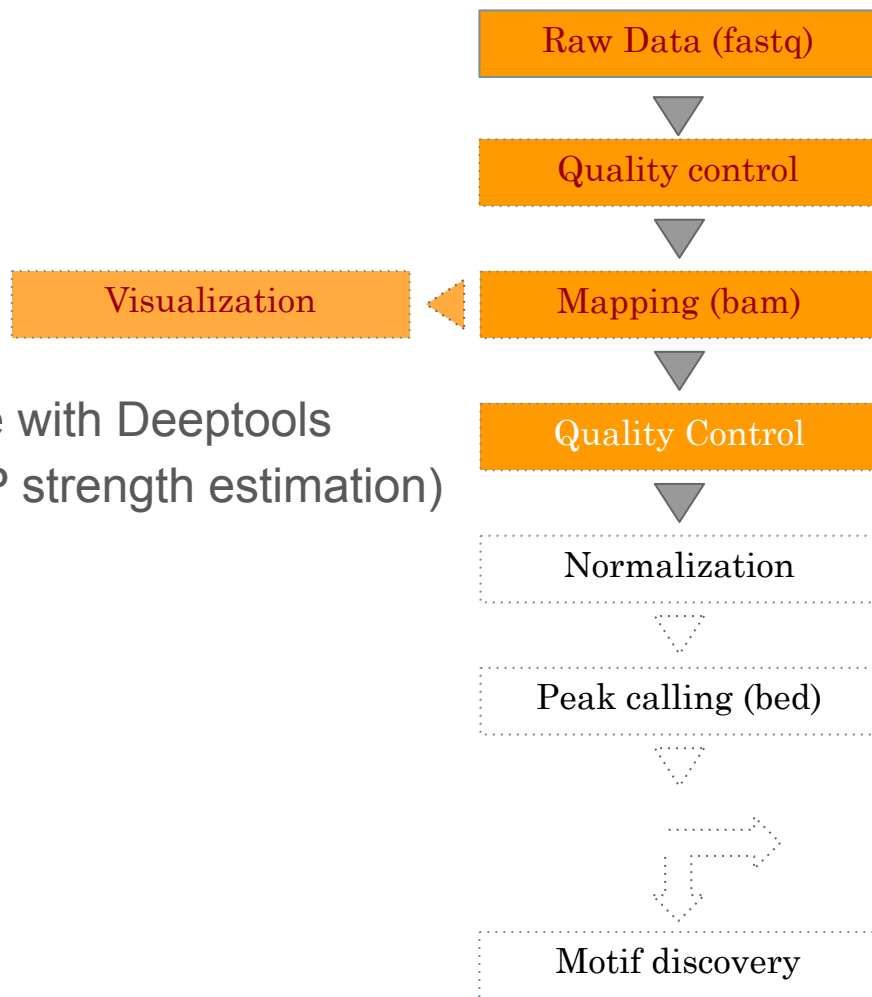 Raw Data (fastq)
Quality control
Visualization
Mapping (bam)
with Deeptools
Quality Control
strength estimation)
Normalization
Peak calling (bed)
Motif discovery